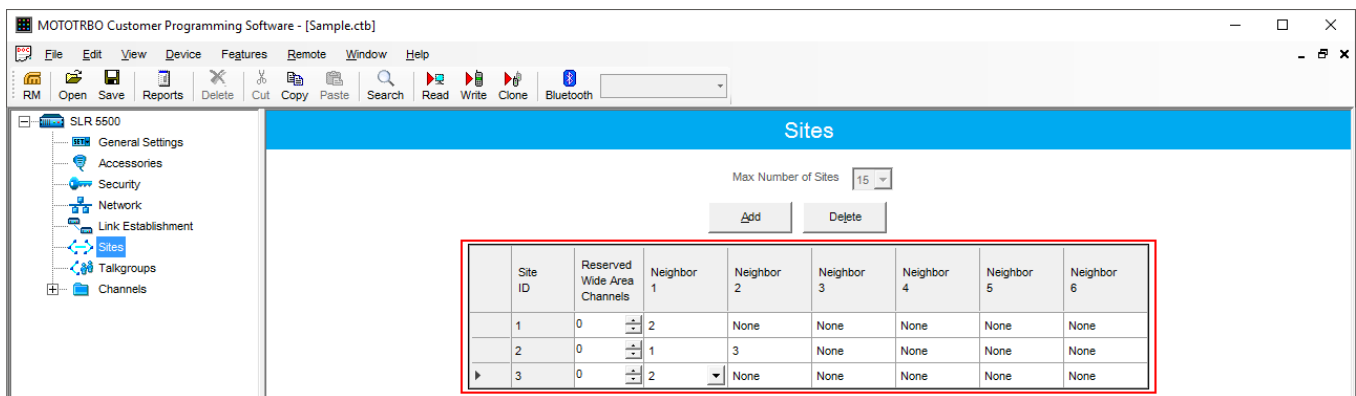 MOTOTRBO Customer Programming Software - [Sample.ctb]
DOC File Edit View Device Features Remote Window Help
RM Open Save Reports Delete Cut Copy Paste Search Read Write Clone Bluetooth
SLR 5500
General Settings
Accessories
Security
Network
Link Establishment
Sites
Talkgroups
Channels
Sites
Max Number of Sites 15
Add Delete
Site ID Reserved Wide Area Channels Neighbor 1 Neighbor 2 Neighbor 3 Neighbor 4 Neighbor 5 Neighbor 6
1 0 2 None None None None None
2 0 1 3 None None None None
3 0 2 None None None None None